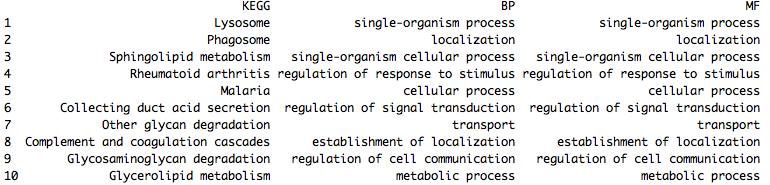 KEGG BP MF
1 Lysosome single-organism process single-organism process
2 Phagosome localization localization
3 Sphingolipid metabolism single-organism cellular process single-organism cellular process
4 Rheumatoid arthritis regulation of response to stimulus regulation of response to stimulus
5 Malaria cellular process cellular process
6 Collecting duct acid secretion regulation of signal transduction regulation of signal transduction
7 Other glycan degradation transport transport
8 Complement and coagulation cascades establishment of localization establishment of localization
9 Glycosaminoglycan degradation regulation of cell communication regulation of cell communication
10 Glycerolipid metabolism metabolic process metabolic process